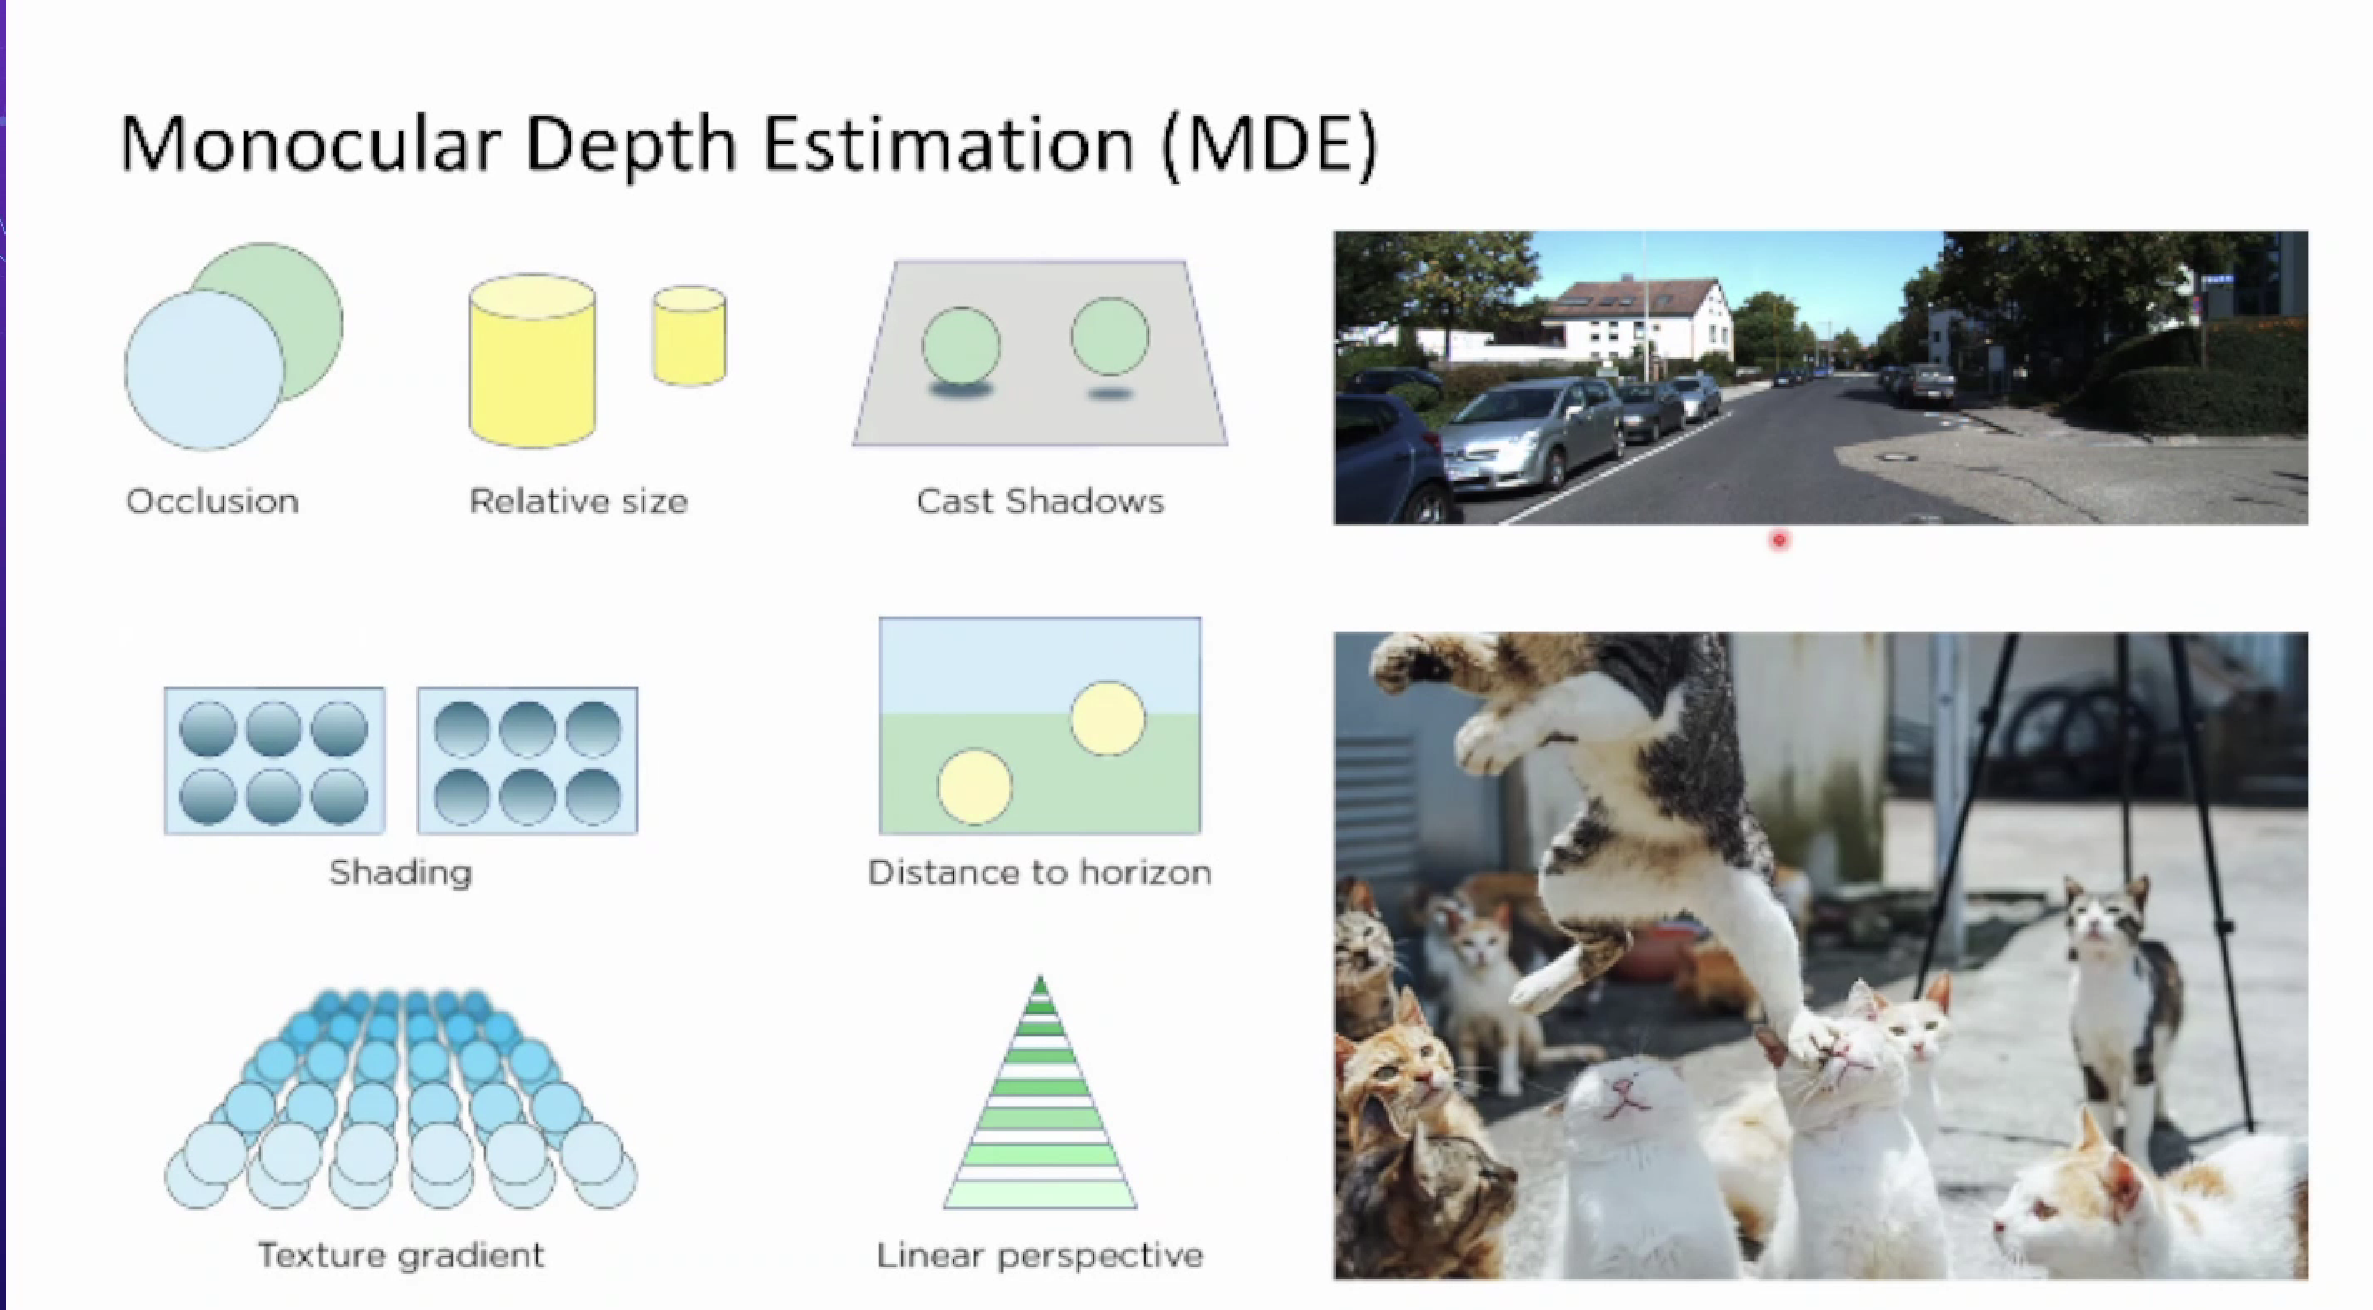 Monocular Depth Estimation (MDE)
Occlusion
Relative size
Cast Shadows
Shading
Distance to horizon
Texture gradient
Linear perspective